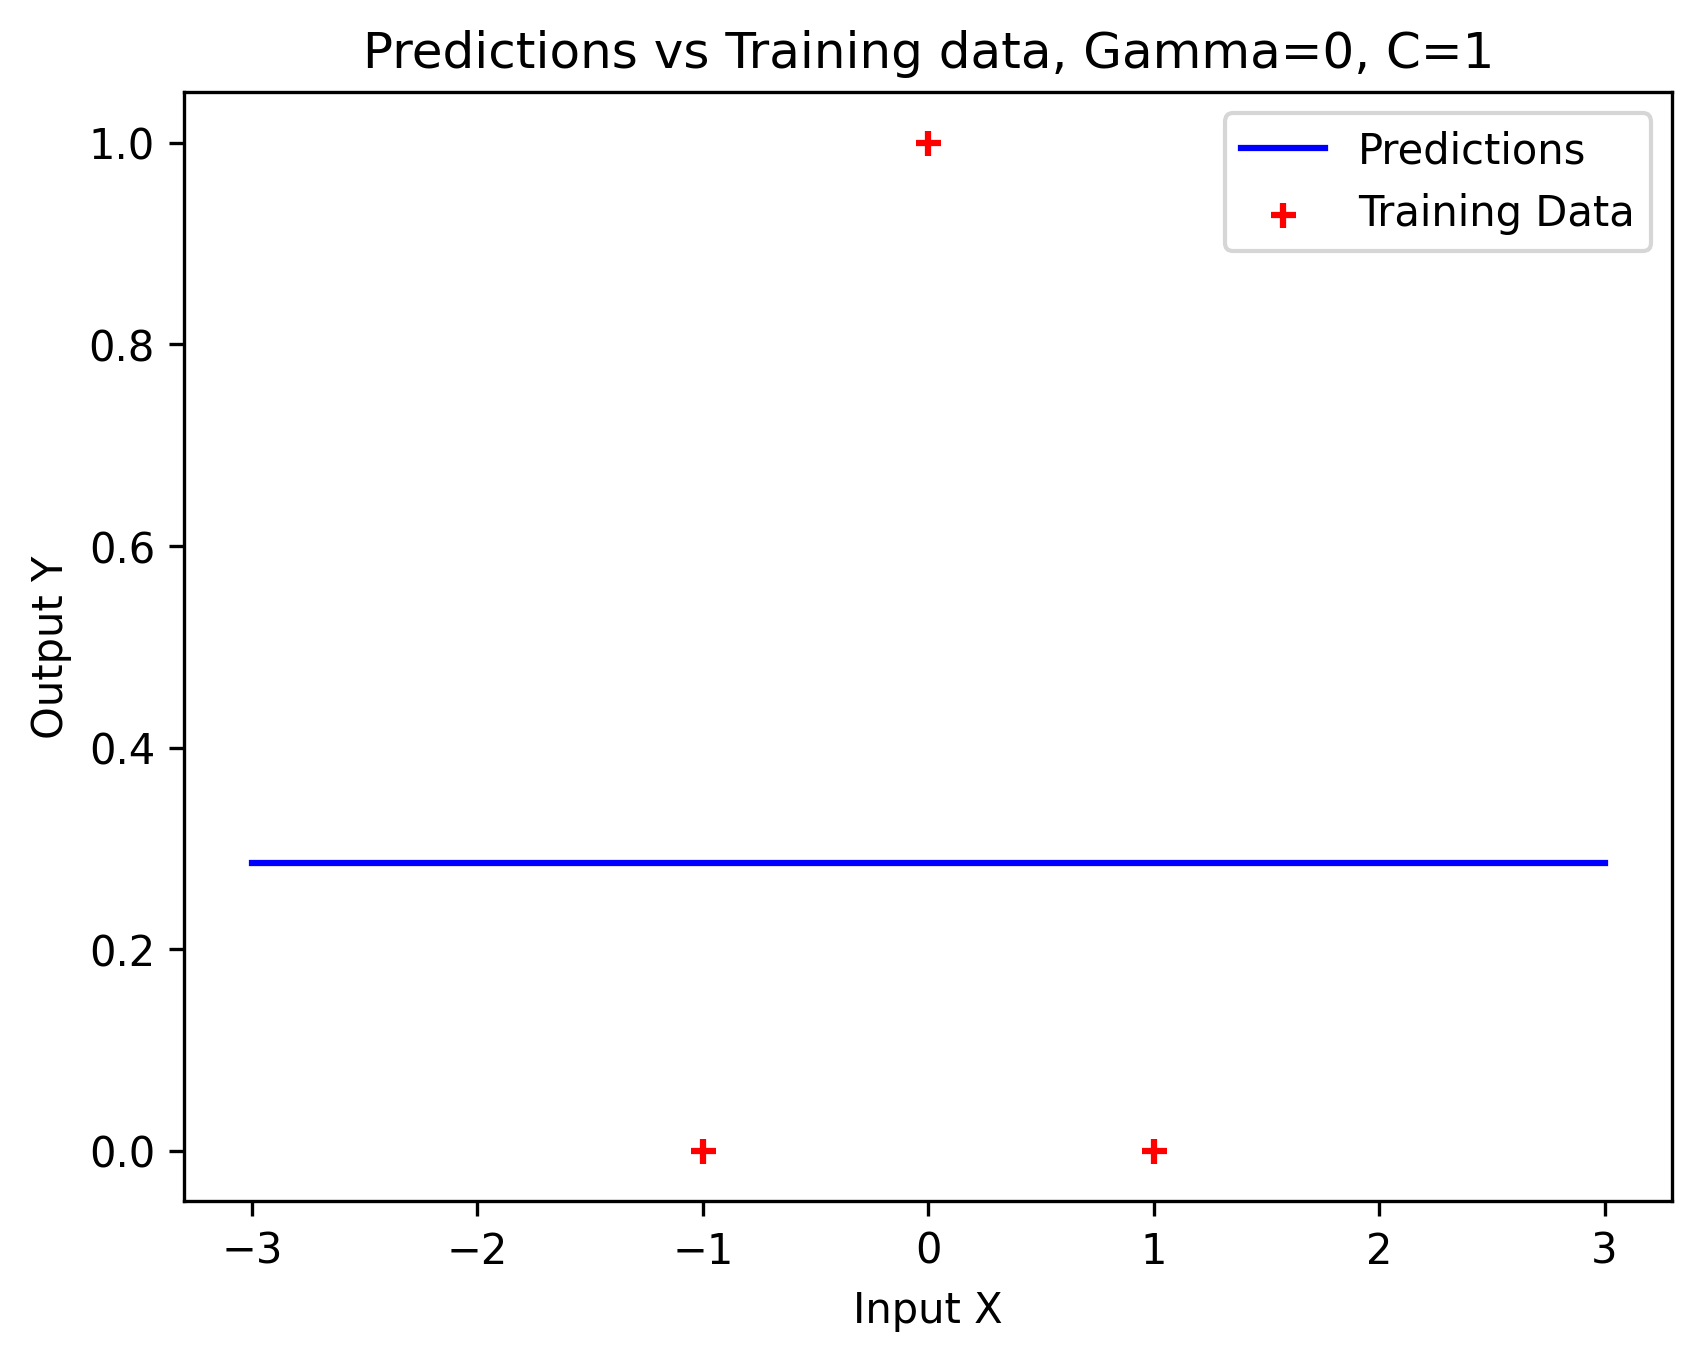 Predictions vs Training data, Gamma=0, C=1
Predictions
Training Data
1.0
0.8
0.6
0.4
0.2
0.0
Output Y
−3 −2 −1 0 1 2 3
Input X